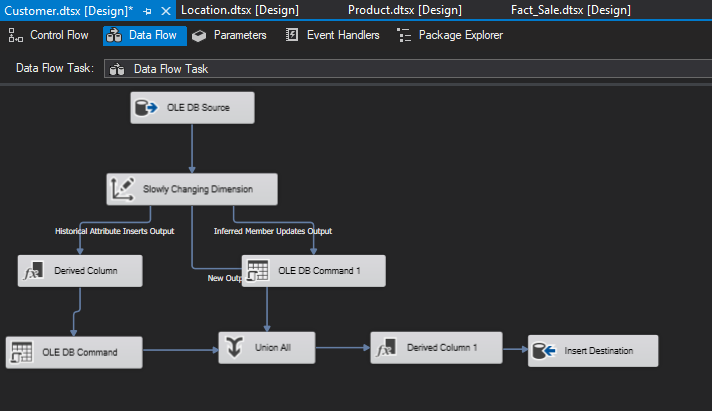 Customer.dtsx [Design]* Location.dtsx [Design] Product.dtsx [Design] Fact_Sale.dtsx [Design]
Control Flow Data Flow Parameters Event Handlers Package Explorer
Data Flow Task: Data Flow Task
OLE DB Source
Slowly Changing Dimension
Historical Attribute Inserts Output Inferred Member Updates Output
Derived Column New Outp OLE DB Command 1
OLE DB Command Union All Derived Column 1 Insert Destination